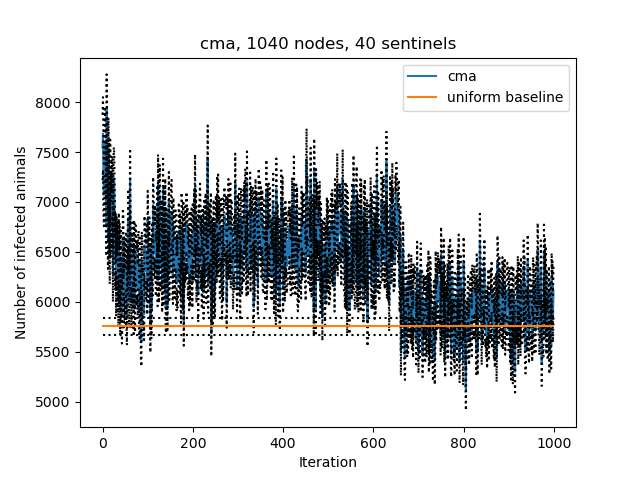 cma, 1040 nodes, 40 sentinels
cma
uniform baseline
Number of infected animals
8000
7500
7000
6500
6000
5500
5000
0 200 400 600 800 1000
Iteration